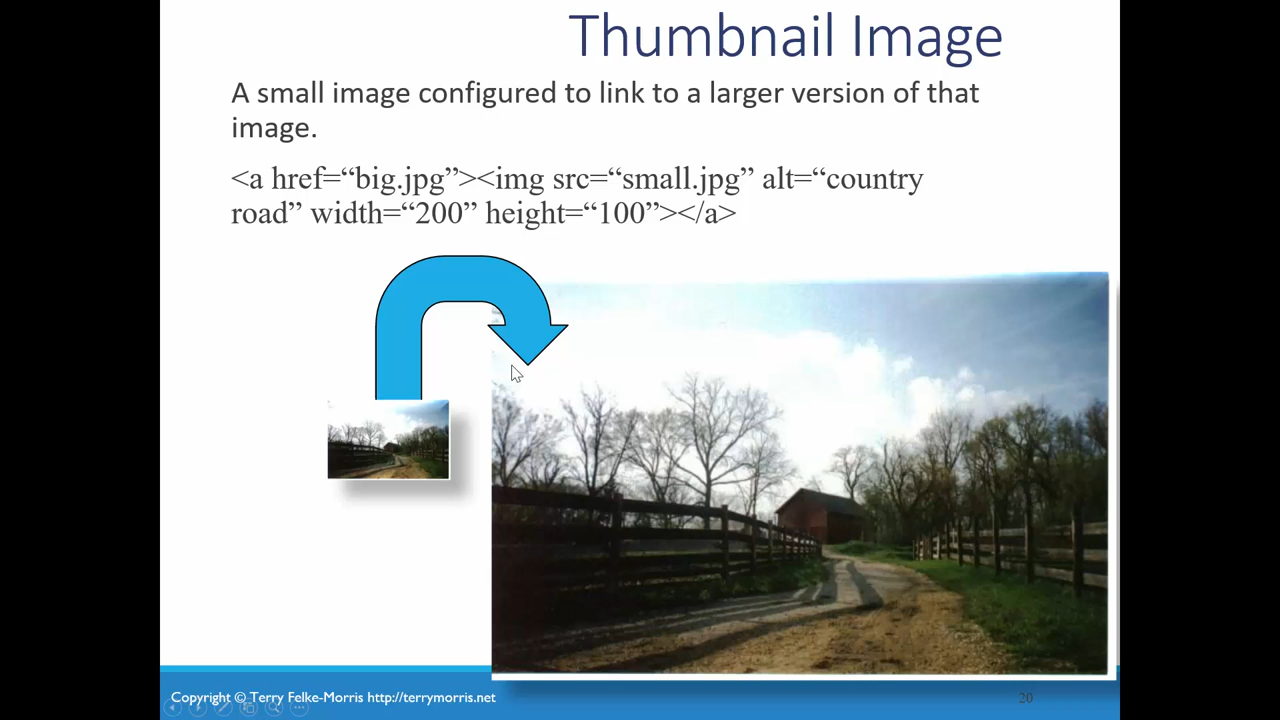 Thumbnail Image
A small image configured to link to a larger version of that
image.
<a href=“big.jpg”><img src=“small.jpg” alt=“country
road” width=“200” height=“100”></a>
Copyright © Terry Felke-Morris http://terrymorris.net
20